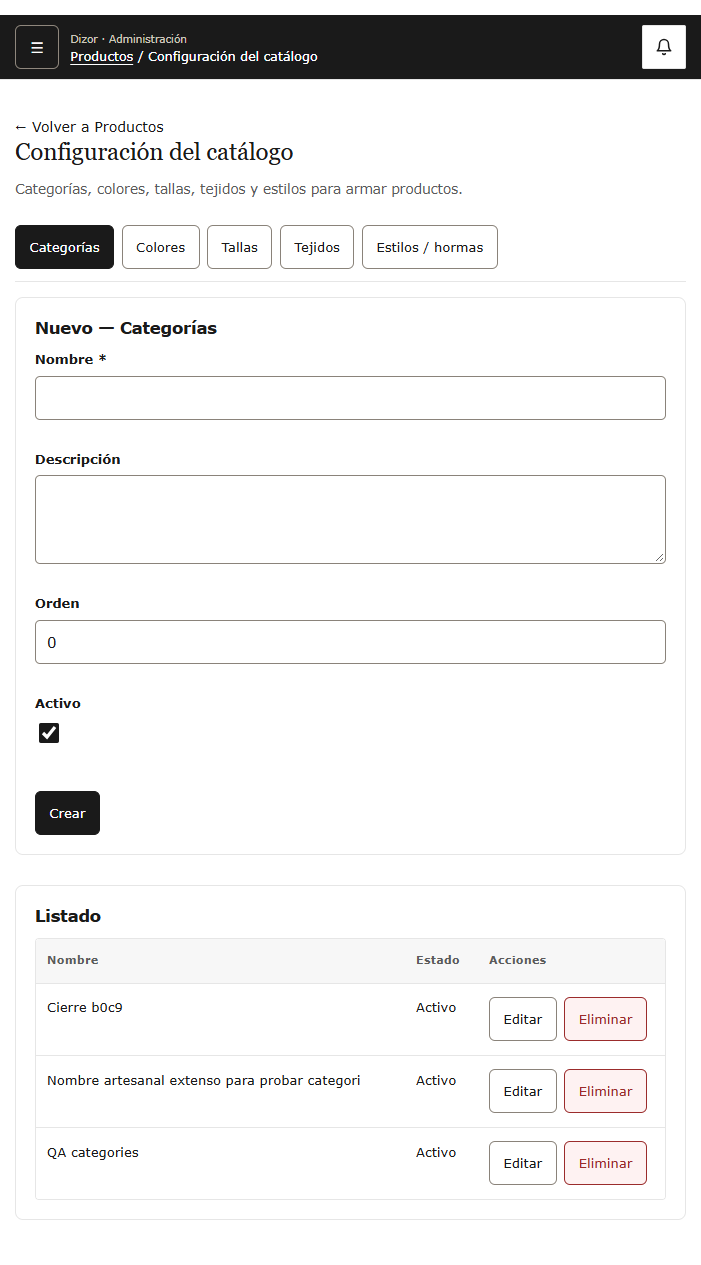 ☰
Dizor · Administración
Productos / Configuración del catálogo
← Volver a Productos
Configuración del catálogo
Categorías, colores, tallas, tejidos y estilos para armar productos.
Categorías Colores Tallas Tejidos Estilos / hormas
Nuevo — Categorías
Nombre *
Descripción
Orden
0
Activo
Crear
Listado
Nombre Estado Acciones
Cierre b0c9 Activo Editar Eliminar
Nombre artesanal extenso para probar categori Activo Editar Eliminar
QA categories Activo Editar Eliminar